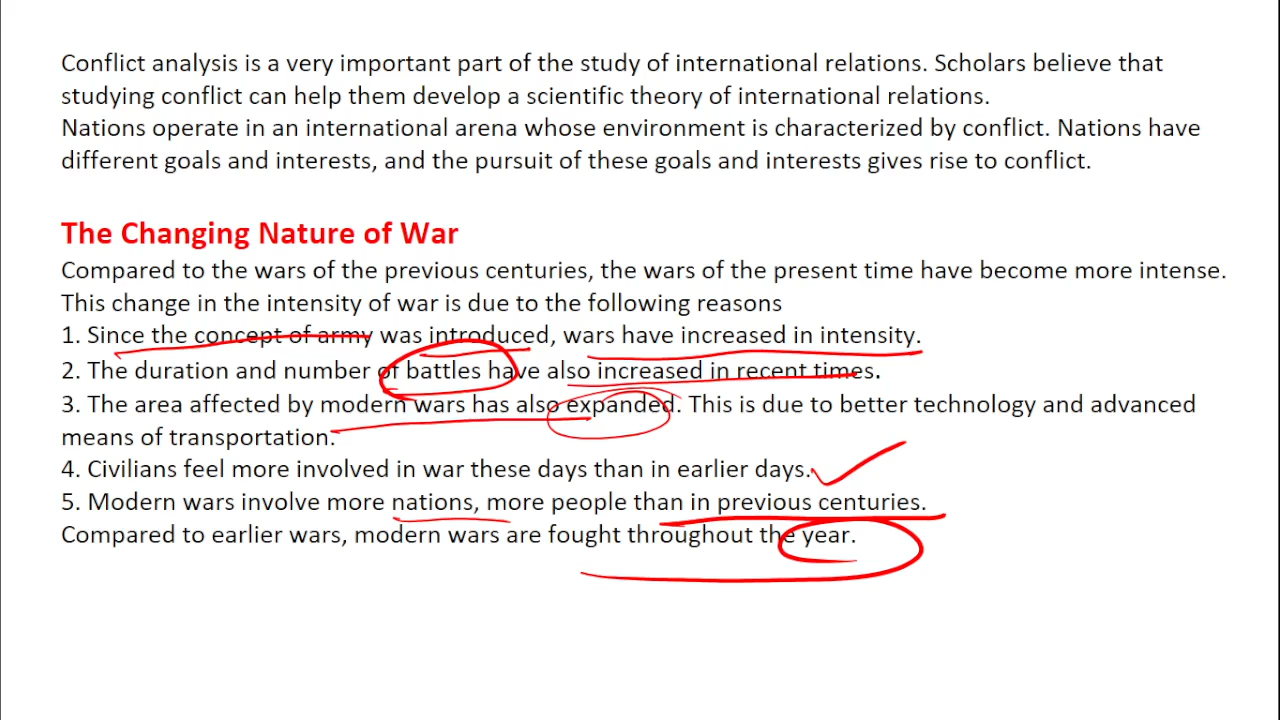 Conflict analysis is a very important part of the study of international relations. Scholars believe that
studying conflict can help them develop a scientific theory of international relations.
Nations operate in an international arena whose environment is characterized by conflict. Nations have
different goals and interests, and the pursuit of these goals and interests gives rise to conflict.
The Changing Nature of War
Compared to the wars of the previous centuries, the wars of the present time have become more intense.
This change in the intensity of war is due to the following reasons
1. Since the concept of army was introduced, wars have increased in intensity.
2. The duration and number of battles have also increased in recent times.
3. The area affected by modern wars has also expanded. This is due to better technology and advanced
means of transportation.
4. Civilians feel more involved in war these days than in earlier days.
5. Modern wars involve more nations, more people than in previous centuries.
Compared to earlier wars, modern wars are fought throughout the year.